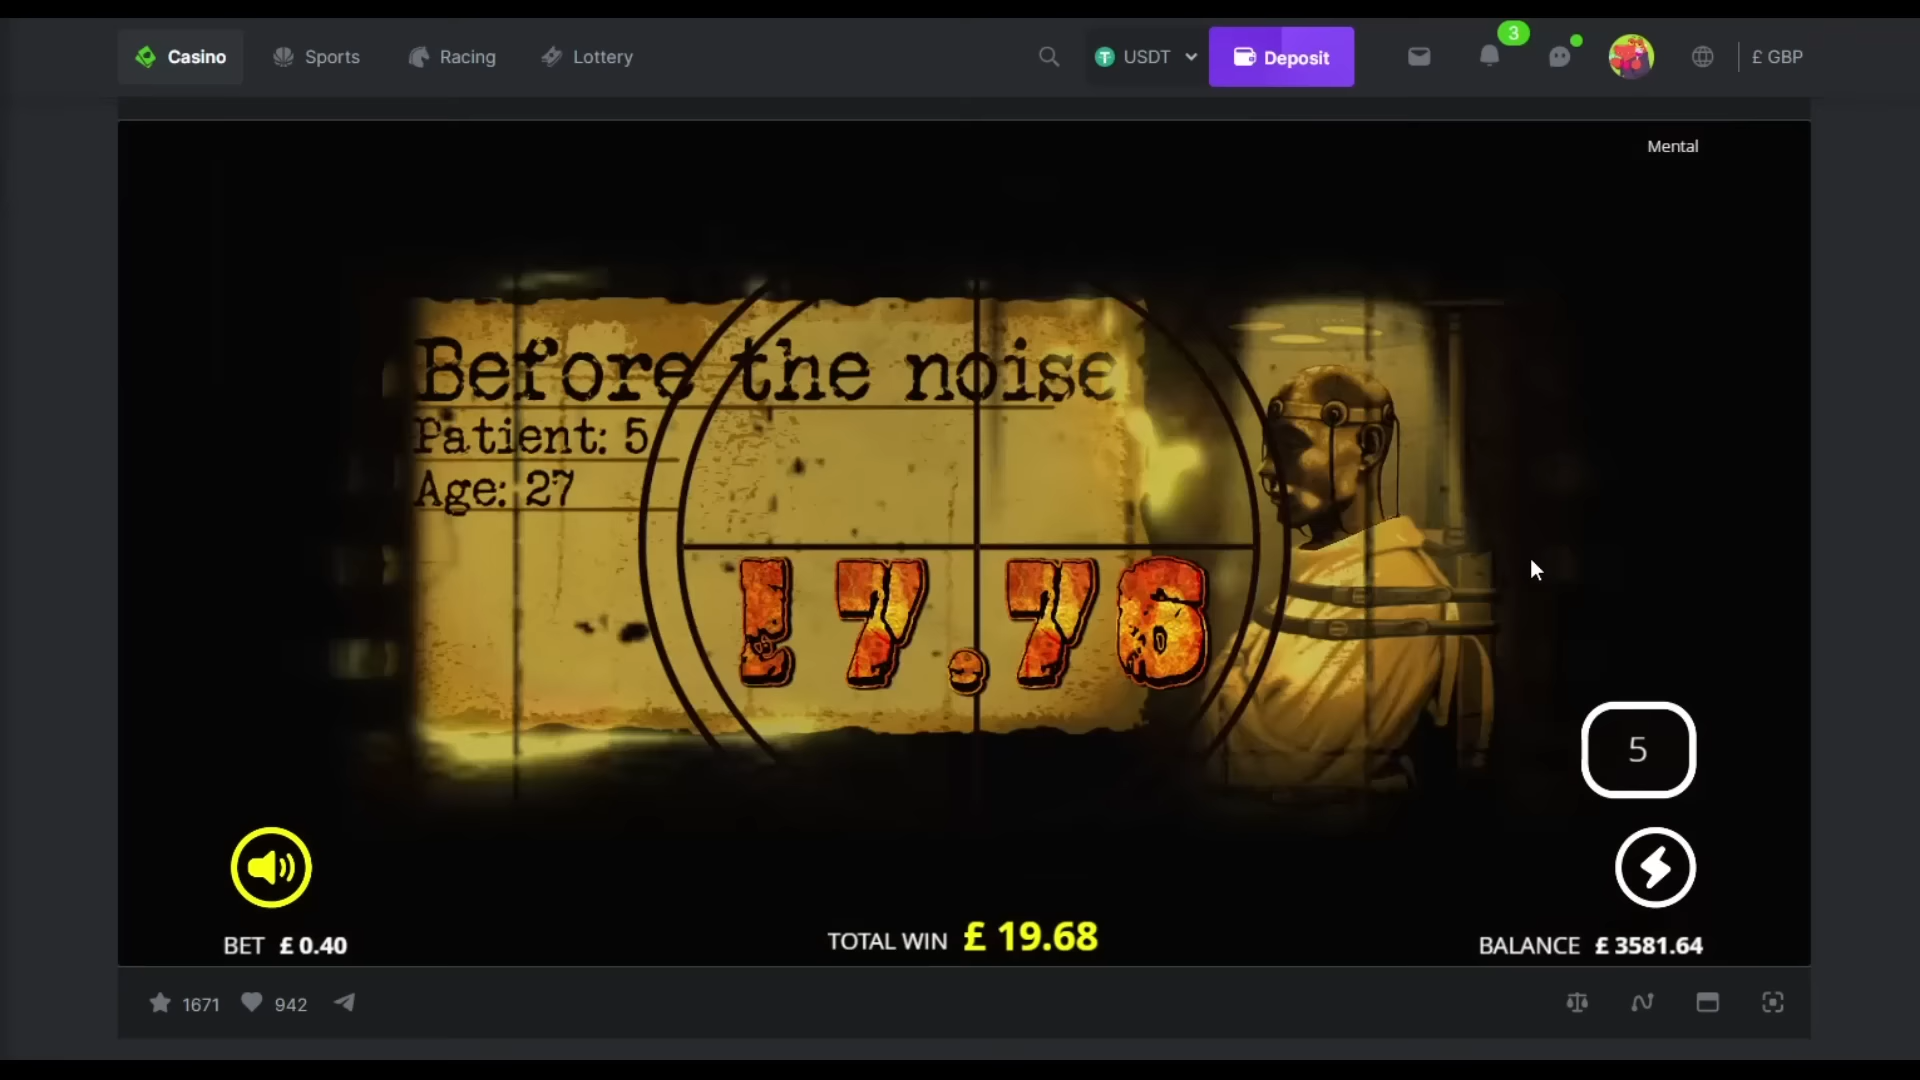 Casino
Sports
Racing
Lottery
USDT
Deposit
3
£ GBP
Mental
Before the noise
Patient: 5
Age: 27
17.76
5
BET £ 0.40
TOTAL WIN £ 19.68
BALANCE £ 3581.64
1671
942